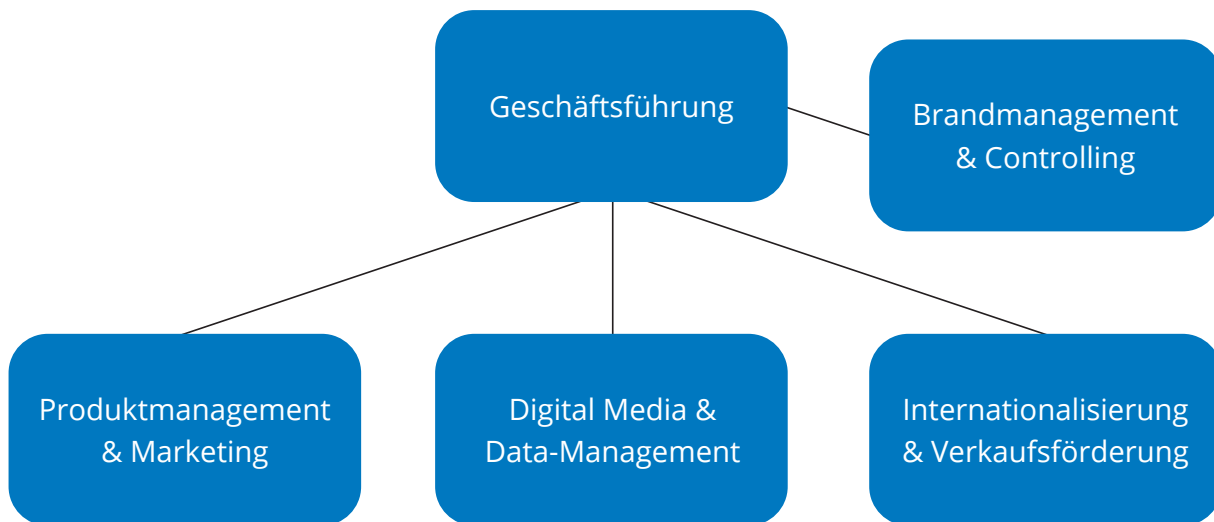 Geschäftsführung
Brandmanagement
& Controlling
Produktmanagement
& Marketing
Digital Media &
Data-Management
Internationalisierung
& Verkaufsförderung